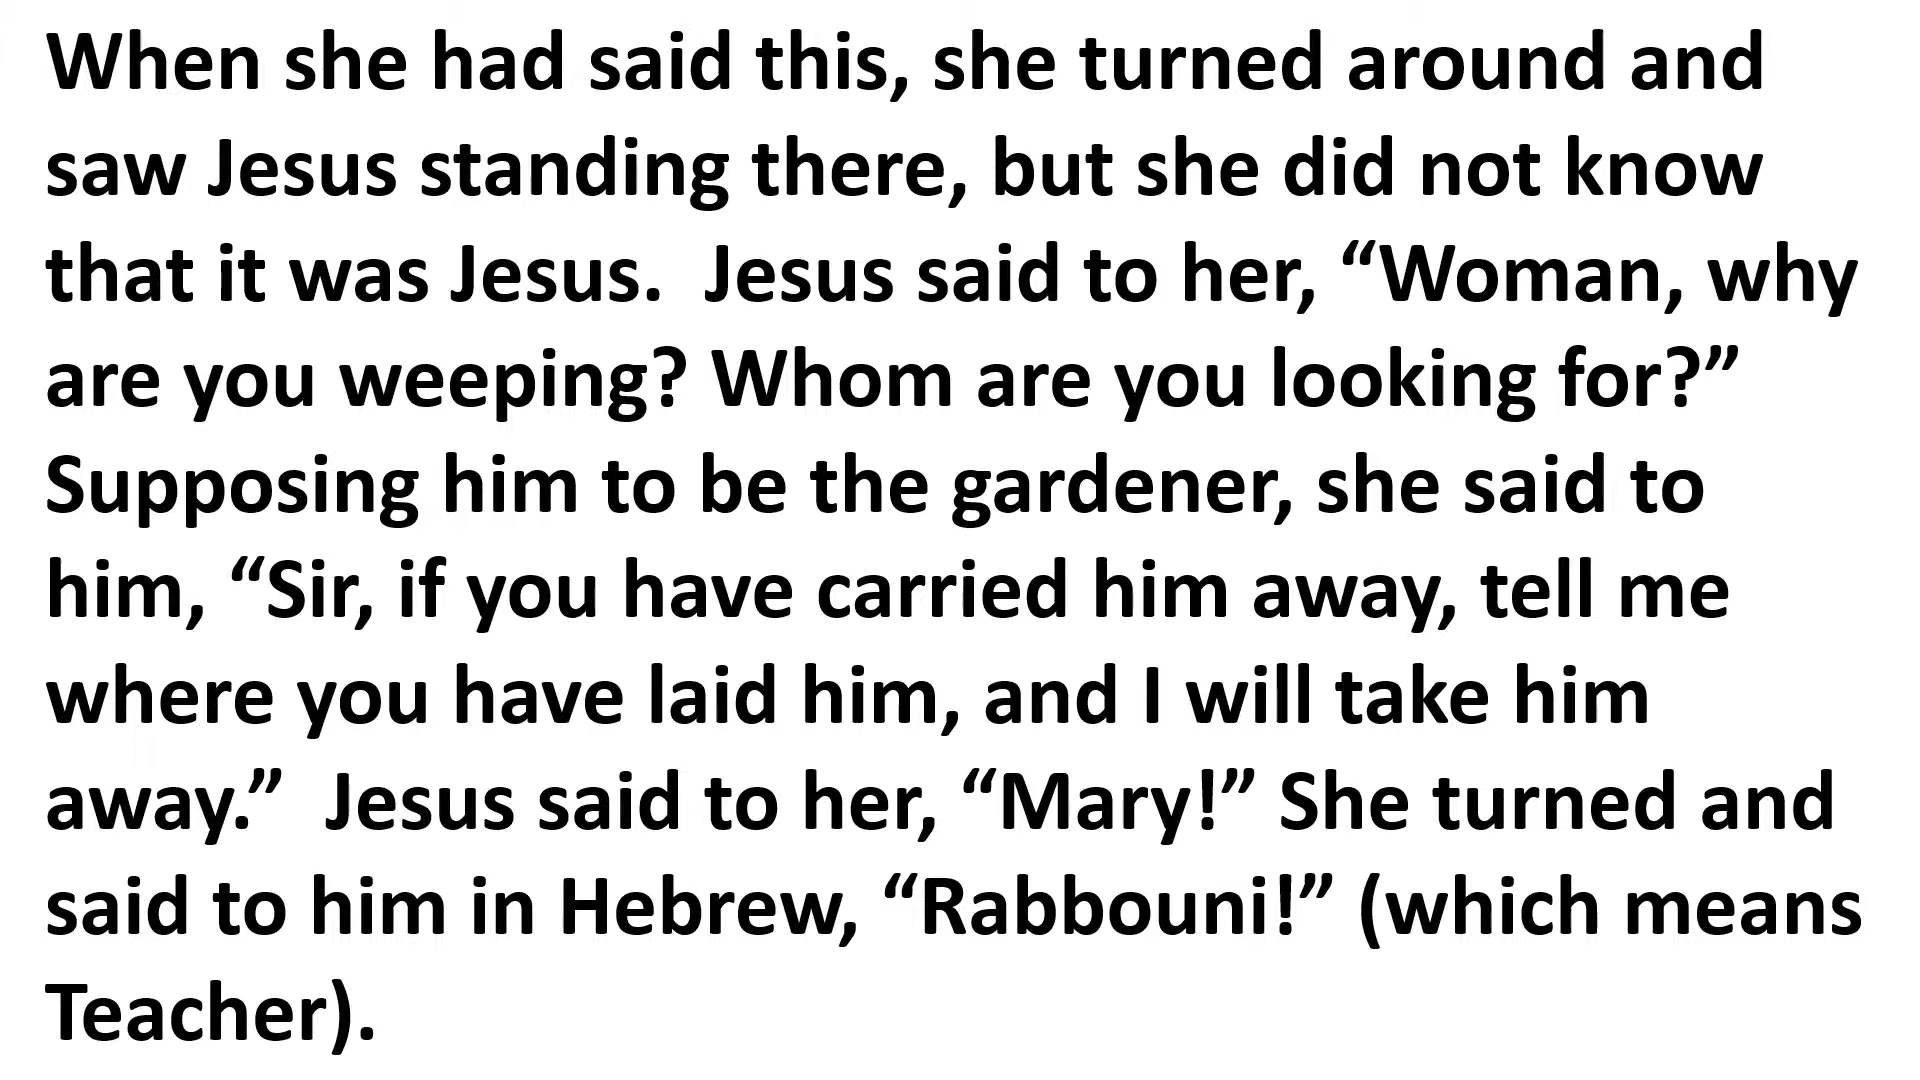 When she had said this, she turned around and
saw Jesus standing there, but she did not know
that it was Jesus.  Jesus said to her, “Woman, why
are you weeping? Whom are you looking for?”
Supposing him to be the gardener, she said to
him, “Sir, if you have carried him away, tell me
where you have laid him, and I will take him
away.”  Jesus said to her, “Mary!” She turned and
said to him in Hebrew, “Rabbouni!” (which means
Teacher).